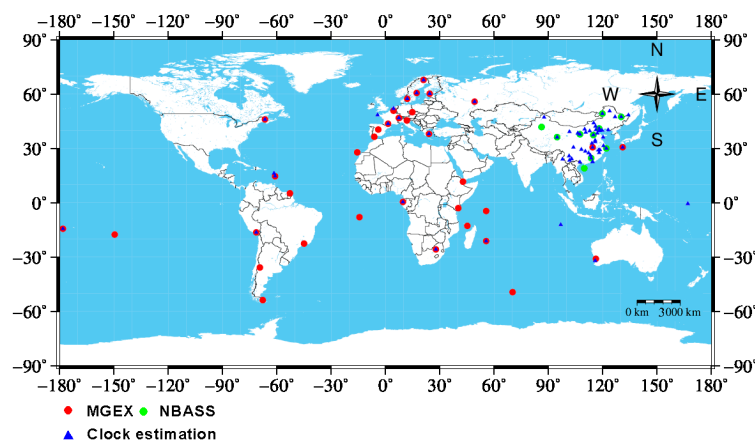 −180° −150° −120° −90° −60° −30° 0° 30° 60° 90° 120° 150° 180°
90° 90°
N
60° W E 60°
S
30° 30°
0° 0°
−30° −30°
−60° 0 km 3000 km −60°
−90° −90°
−180° −150° −120° −90° −60° −30° 0° 30° 60° 90° 120° 150° 180°
MGEX NBASS
Clock estimation